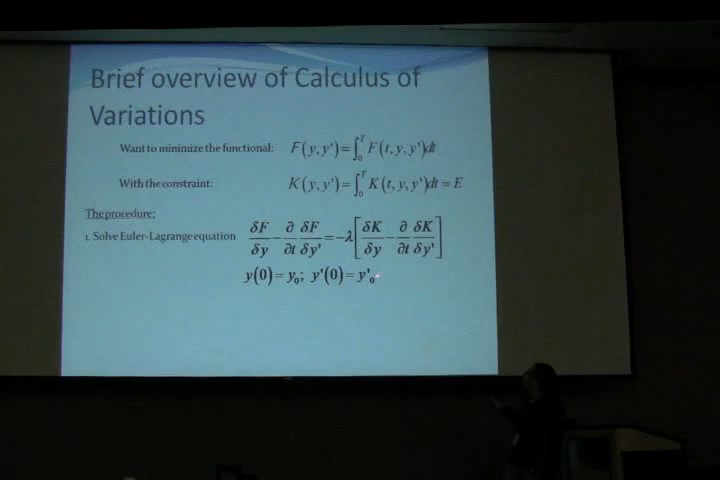 Brief overview of Calculus of
Variations
Want to minimize the functional: F(y, y') = ∫₀ᵀ F(t, y, y')dt
With the constraint: K(y, y') = ∫₀ᵀ K(t, y, y')dt = E
The procedure:
1. Solve Euler-Lagrange equation δF/δy − ∂/∂t δF/δy' = −λ[δK/δy − ∂/∂t δK/δy']
y(0) = y₀; y'(0) = y'₀